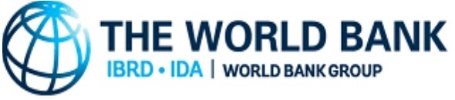 THE WORLD BANK
IBRD • IDA | WORLD BANK GROUP